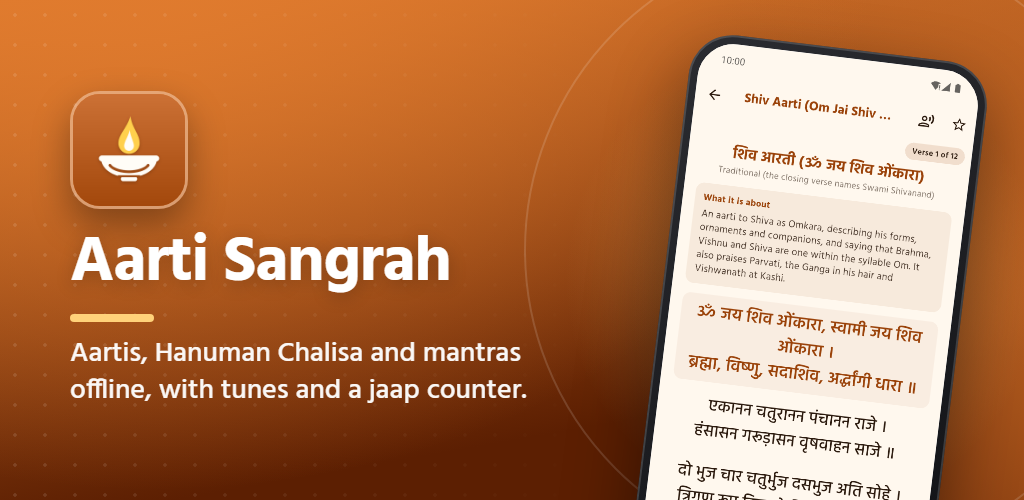 Aarti Sangrah
Aartis, Hanuman Chalisa and mantras
offline, with tunes and a jaap counter.
10:00
Shiv Aarti (Om Jai Shiv ...
Verse 1 of 12
शिव आरती (ॐ जय शिव ओंकारा)
Traditional (the closing verse names Swami Shivanand)
What it is about
An aarti to Shiva as Omkara, describing his forms,
ornaments and companions, and saying that Brahma,
Vishnu and Shiva are one within the syllable Om. It
also praises Parvati, the Ganga in his hair and
Vishwanath at Kashi.
ॐ जय शिव ओंकारा, स्वामी जय शिव
ओंकारा ।
ब्रह्मा, विष्णु, सदाशिव, अर्द्धांगी धारा ॥
एकानन चतुरानन पंचानन राजे ।
हंसासन गरूड़ासन वृषवाहन साजे ॥
दो भुज चार चतुर्भुज दसभुज अति सोहे ।